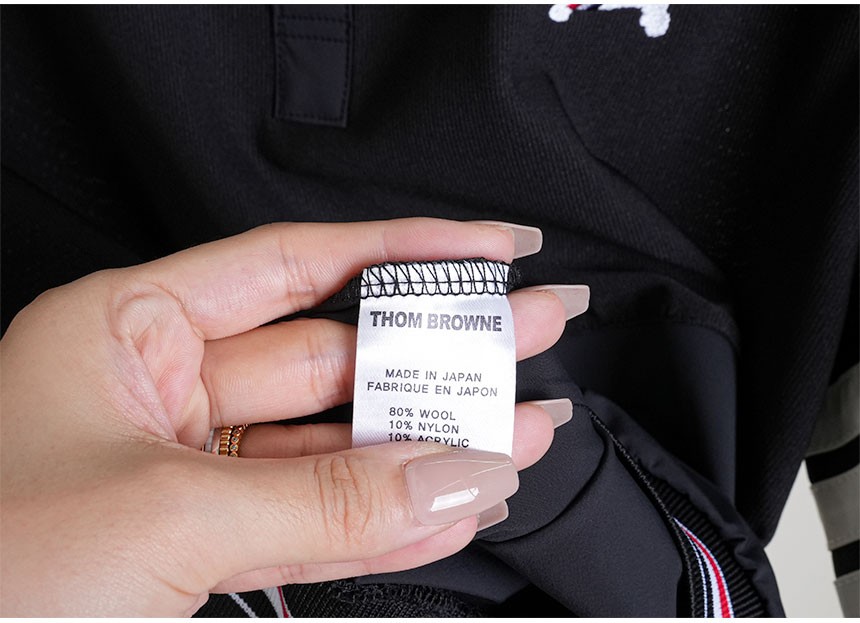 THOM BROWNE
MADE IN JAPAN
FABRIQUE EN JAPON
80% WOOL
10% NYLON
10% ACRYLIC